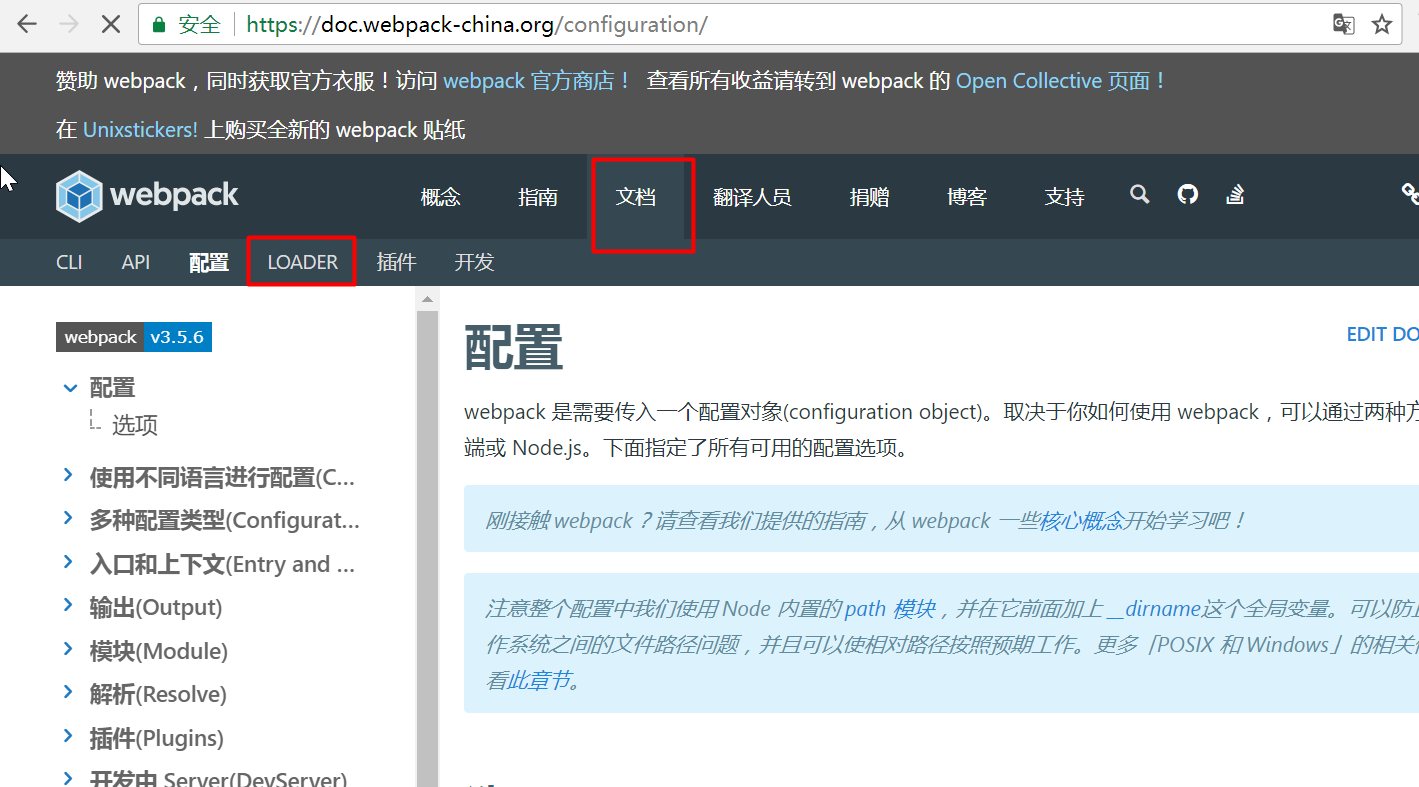 安全 https://doc.webpack-china.org/configuration/
赞助 webpack，同时获取官方衣服！访问 webpack 官方商店！ 查看所有收益请转到 webpack 的 Open Collective 页面！
在 Unixstickers! 上购买全新的 webpack 贴纸
webpack 概念 指南 文档 翻译人员 捐赠 博客 支持
CLI API 配置 LOADER 插件 开发
webpack v3.5.6
配置
选项
使用不同语言进行配置(C...
多种配置类型(Configurat...
入口和上下文(Entry and ...
输出(Output)
模块(Module)
解析(Resolve)
插件(Plugins)
开发中 Server(DevServer)
配置
EDIT DO
webpack 是需要传入一个配置对象(configuration object)。取决于你如何使用 webpack，可以通过两种方
端或 Node.js。下面指定了所有可用的配置选项。
刚接触 webpack？请查看我们提供的指南，从 webpack 一些核心概念开始学习吧！
注意整个配置中我们使用 Node 内置的 path 模块，并在它前面加上 __dirname这个全局变量。可以防止
作系统之间的文件路径问题，并且可以使相对路径按照预期工作。更多「POSIX 和 Windows」的相关信
看此章节。